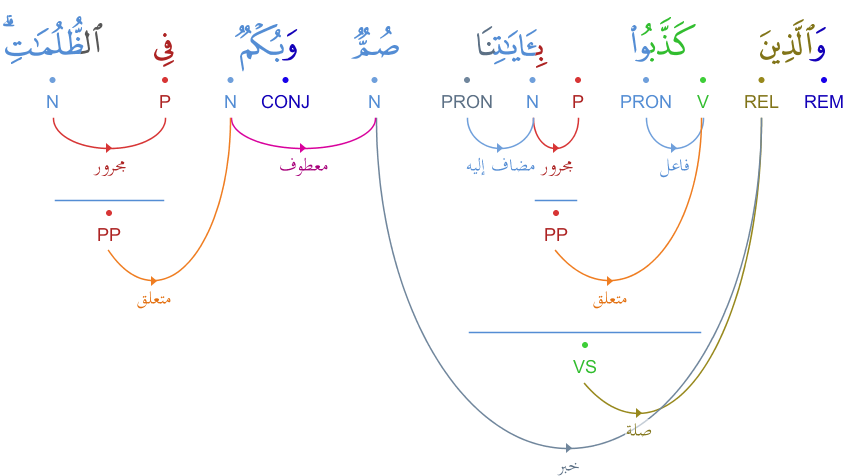 وَٱلَّذِينَ كَذَّبُوا۟ بِـَٔايَـٰتِنَا صُمٌّۭ وَبُكْمٌۭ فِى ٱلظُّلُمَـٰتِ ۗ
REM REL V PRON P N PRON N CONJ N P N
فاعل مجرور مضاف إليه معطوف مجرور
PP PP
متعلق متعلق
VS
صلة
خبر